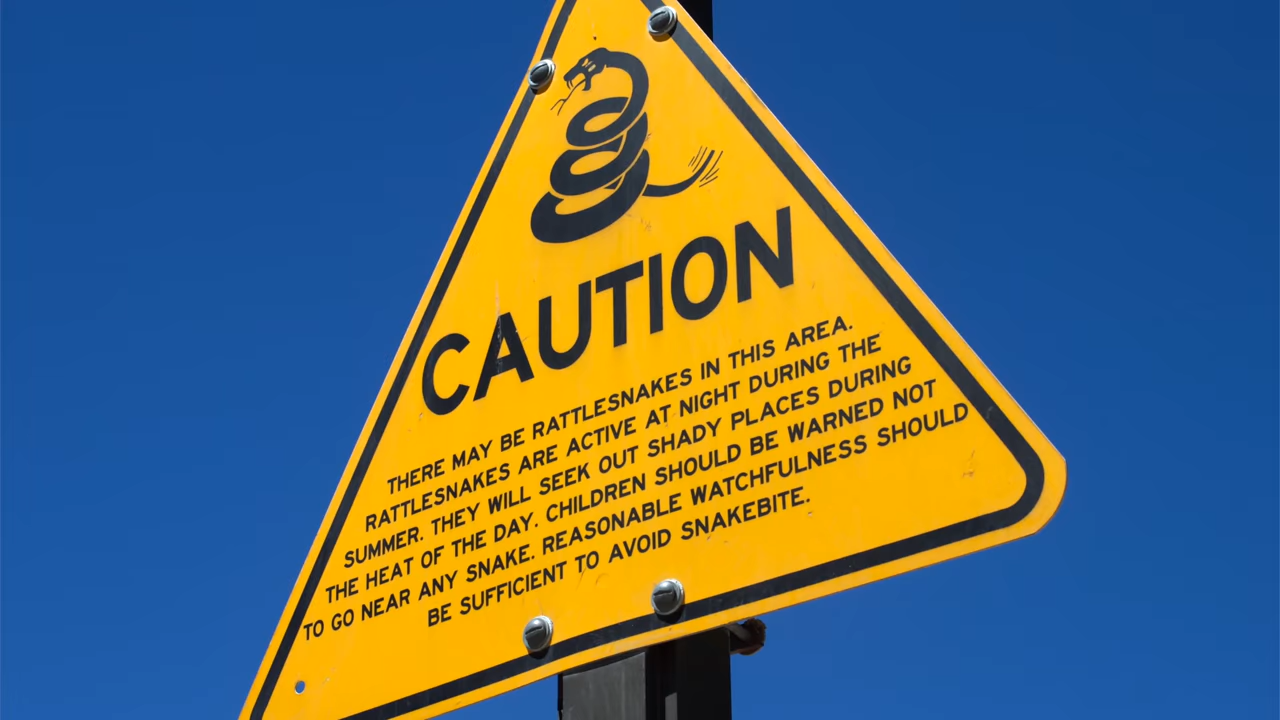 CAUTION
THERE MAY BE RATTLESNAKES IN THIS AREA.
RATTLESNAKES ARE ACTIVE AT NIGHT DURING THE
SUMMER. THEY WILL SEEK OUT SHADY PLACES DURING
THE HEAT OF THE DAY. CHILDREN SHOULD BE WARNED NOT
TO GO NEAR ANY SNAKE. REASONABLE WATCHFULNESS SHOULD
BE SUFFICIENT TO AVOID SNAKEBITE.